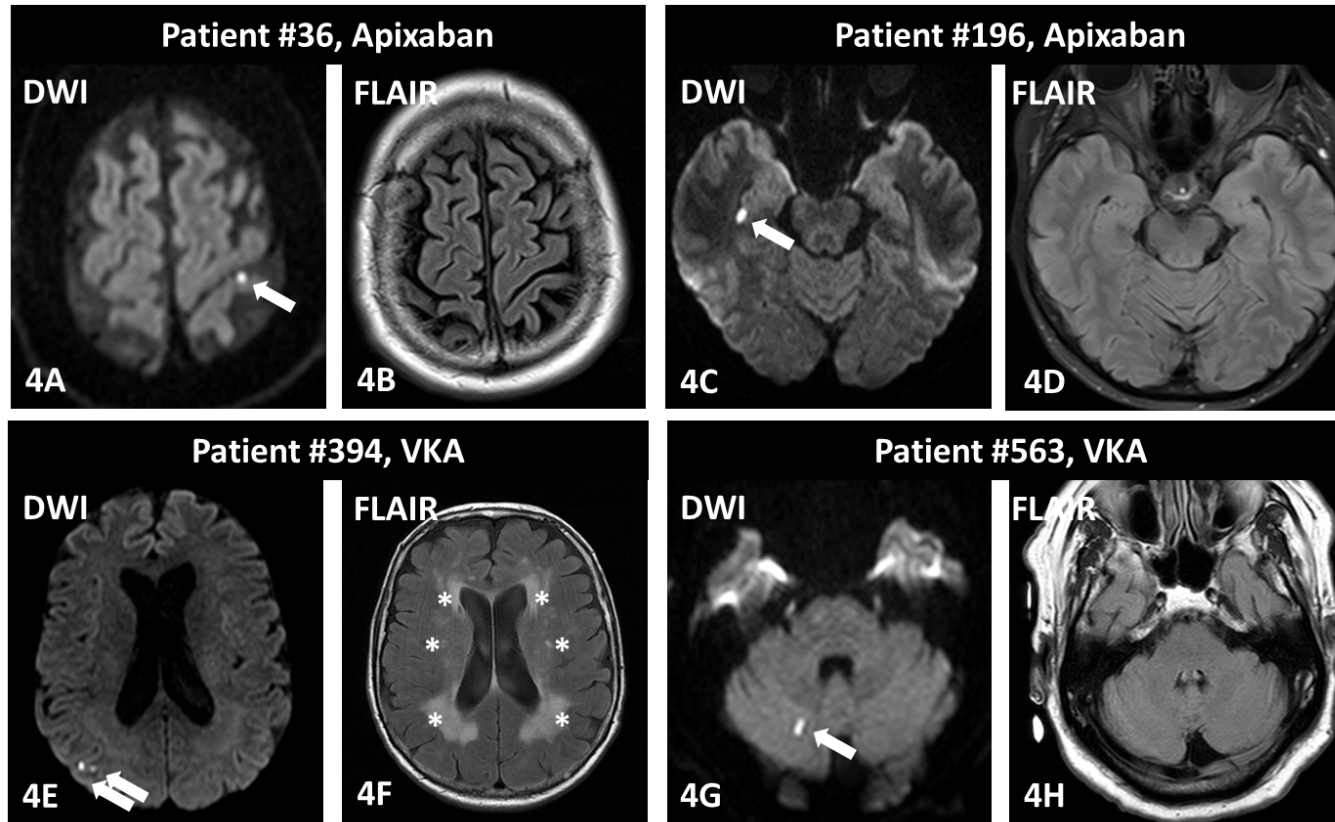 Patient #36, Apixaban
DWI
FLAIR
4A
4B
Patient #196, Apixaban
DWI
FLAIR
4C
4D
Patient #394, VKA
DWI
FLAIR
* *
* *
* *
4E
4F
Patient #563, VKA
DWI
FLAIR
4G
4H